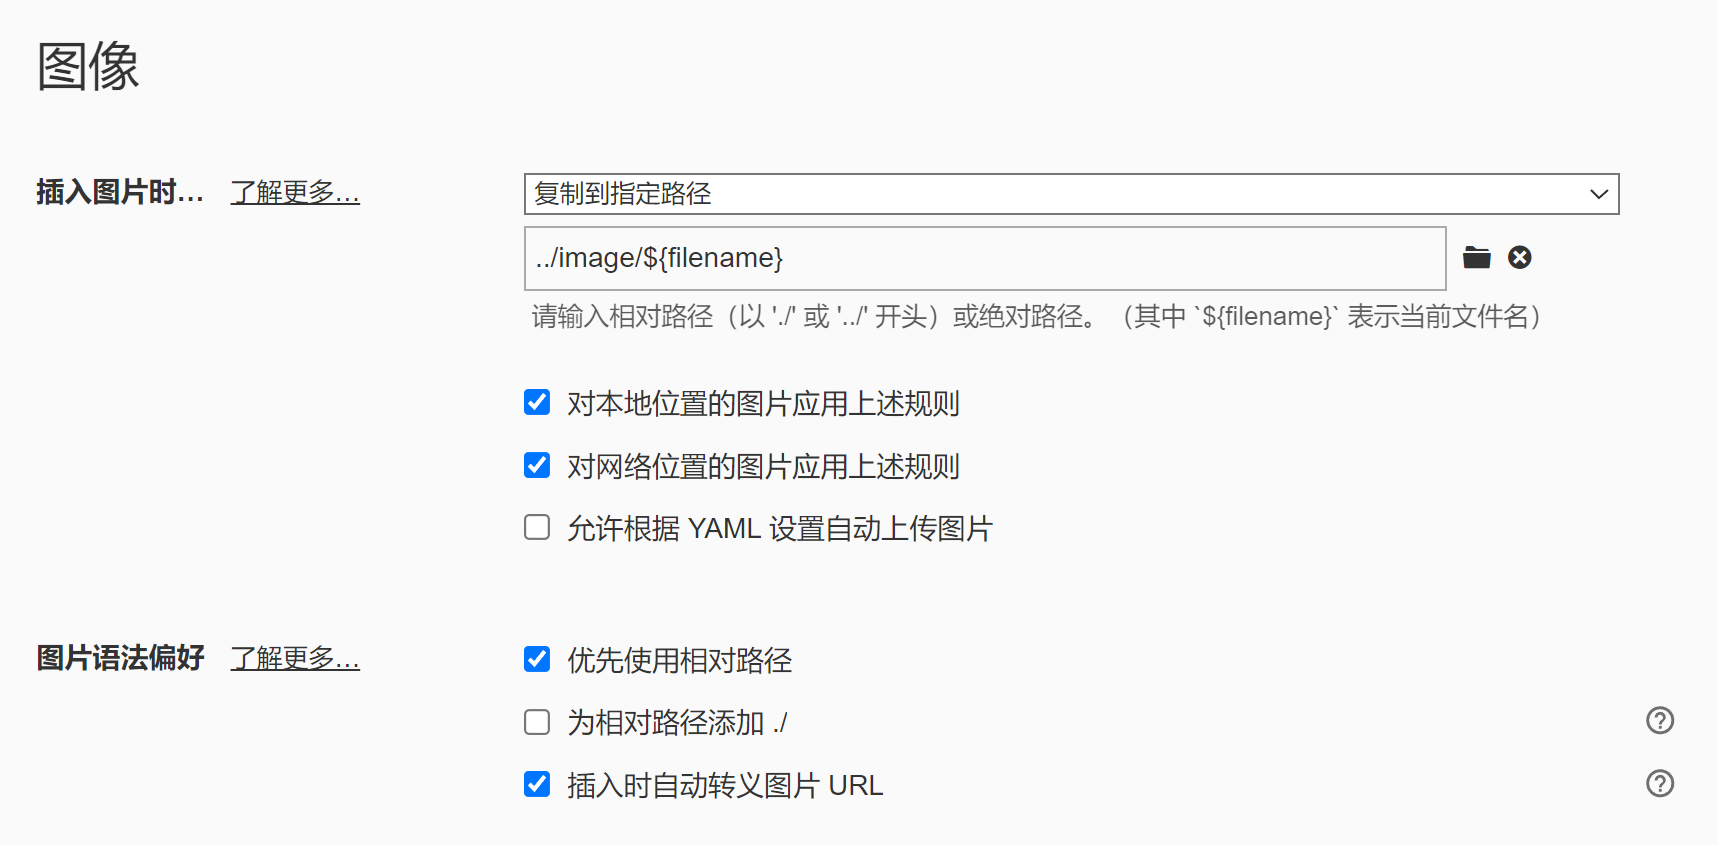 图像
插入图片时... 了解更多...
复制到指定路径
../image/${filename}
请输入相对路径（以 './' 或 '../' 开头）或绝对路径。（其中 `${filename}` 表示当前文件名）
对本地位置的图片应用上述规则
对网络位置的图片应用上述规则
允许根据 YAML 设置自动上传图片
图片语法偏好 了解更多...
优先使用相对路径
为相对路径添加 ./
插入时自动转义图片 URL